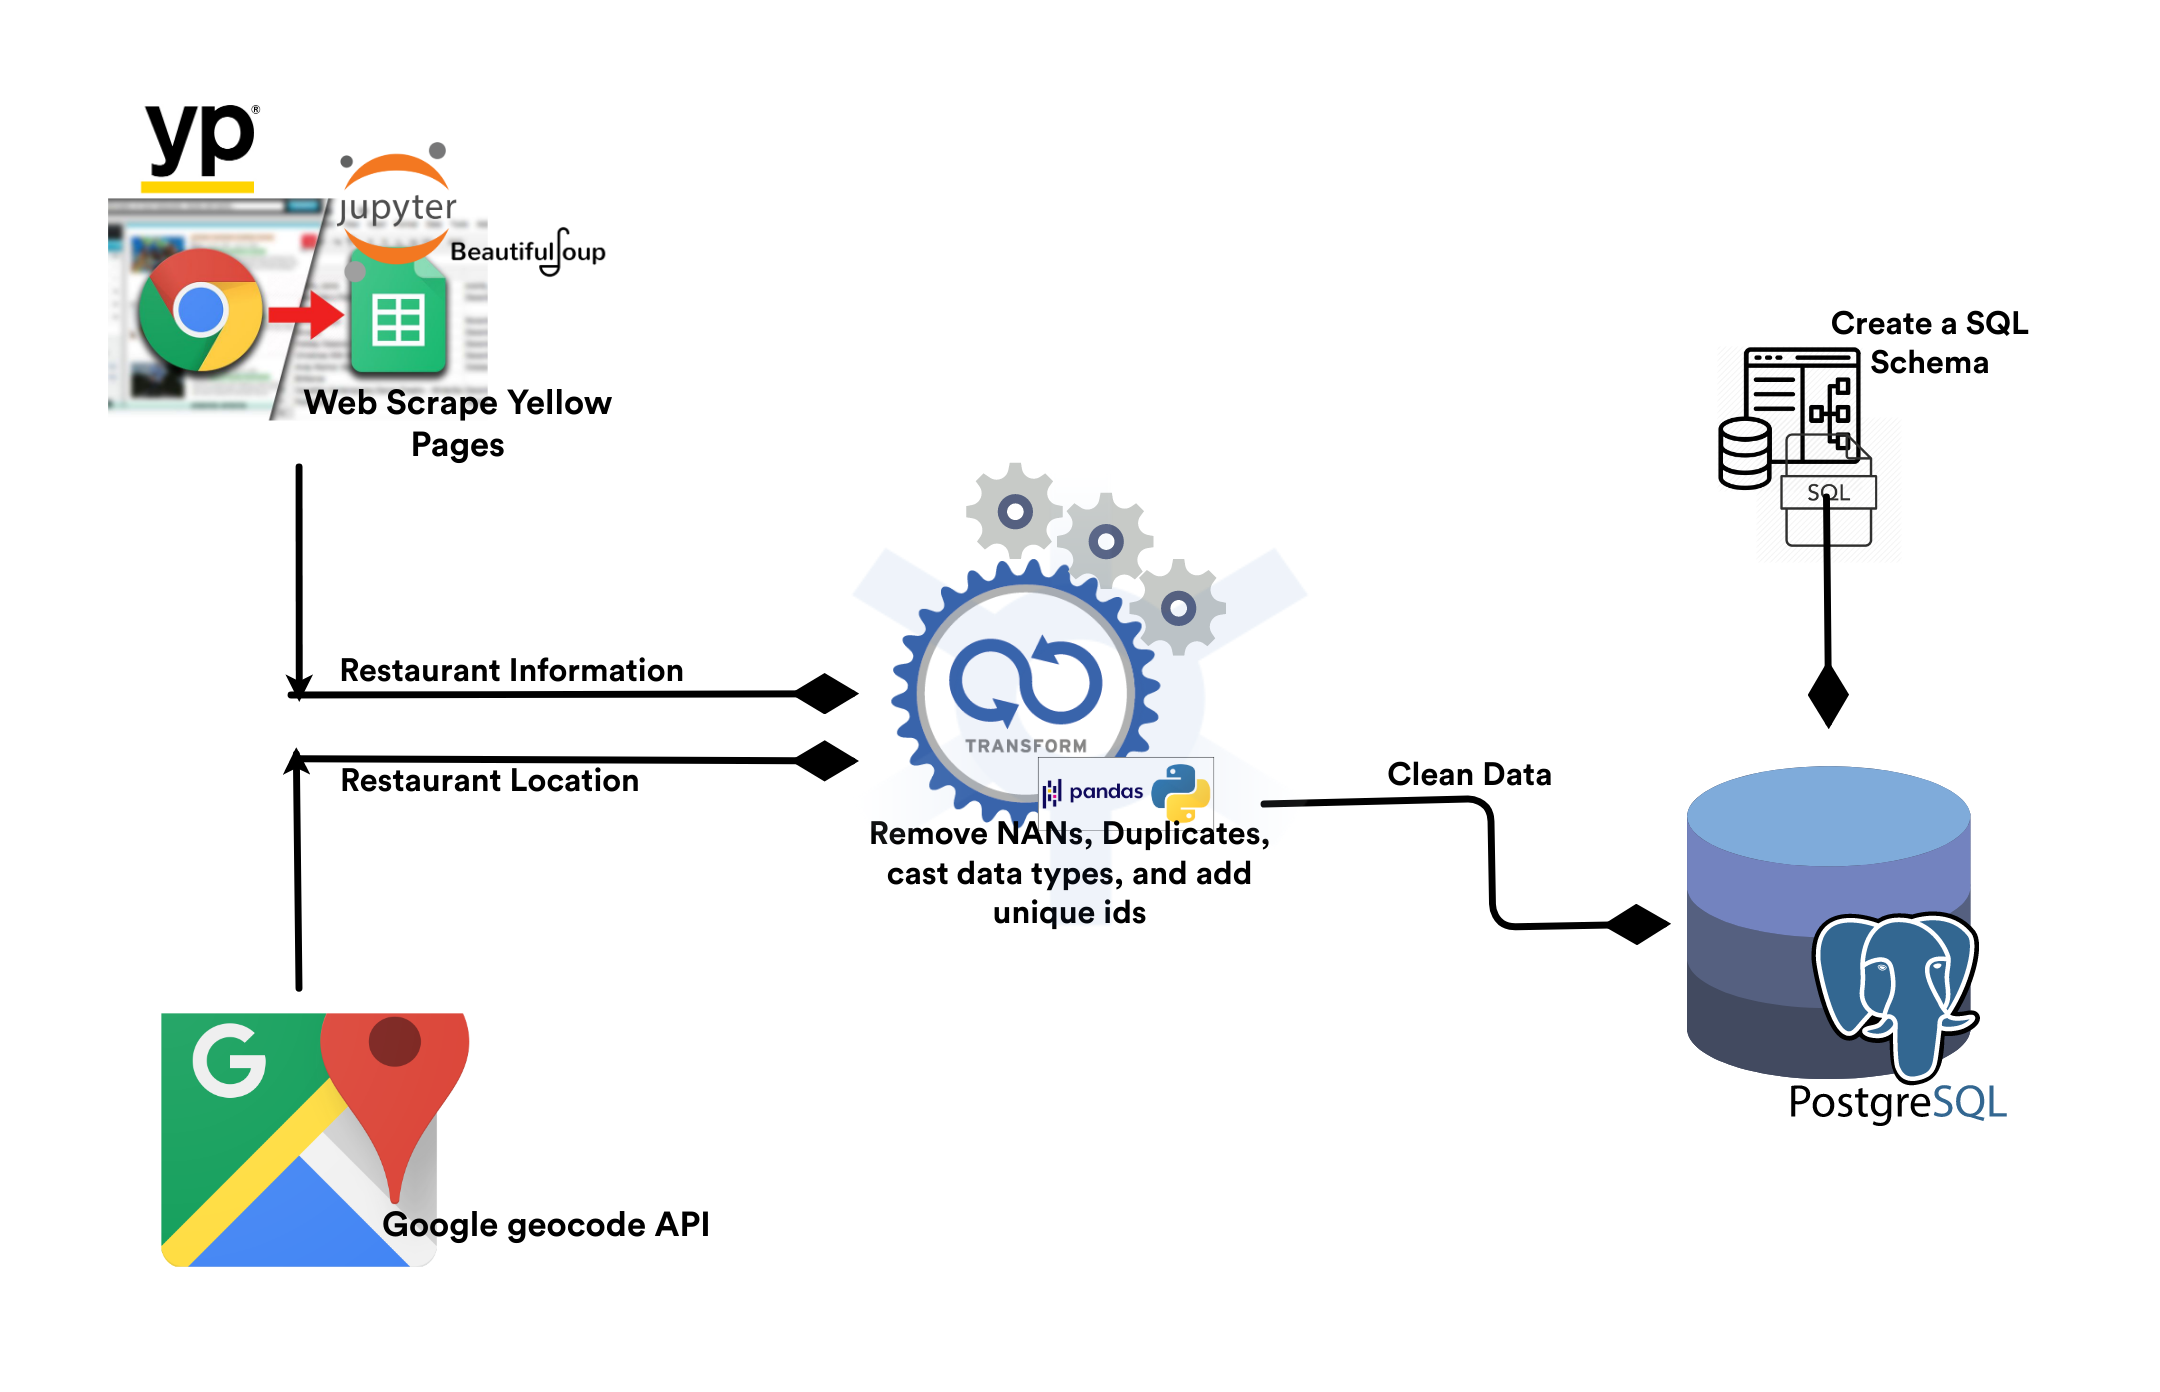 yp®
jupyter
BeautifulSoup
Web Scrape Yellow
Pages
Create a SQL
Schema
SQL
Restaurant Information
TRANSFORM
Restaurant Location
pandas
Clean Data
Remove NANs, Duplicates,
cast data types, and add
unique ids
G
Google geocode API
PostgreSQL